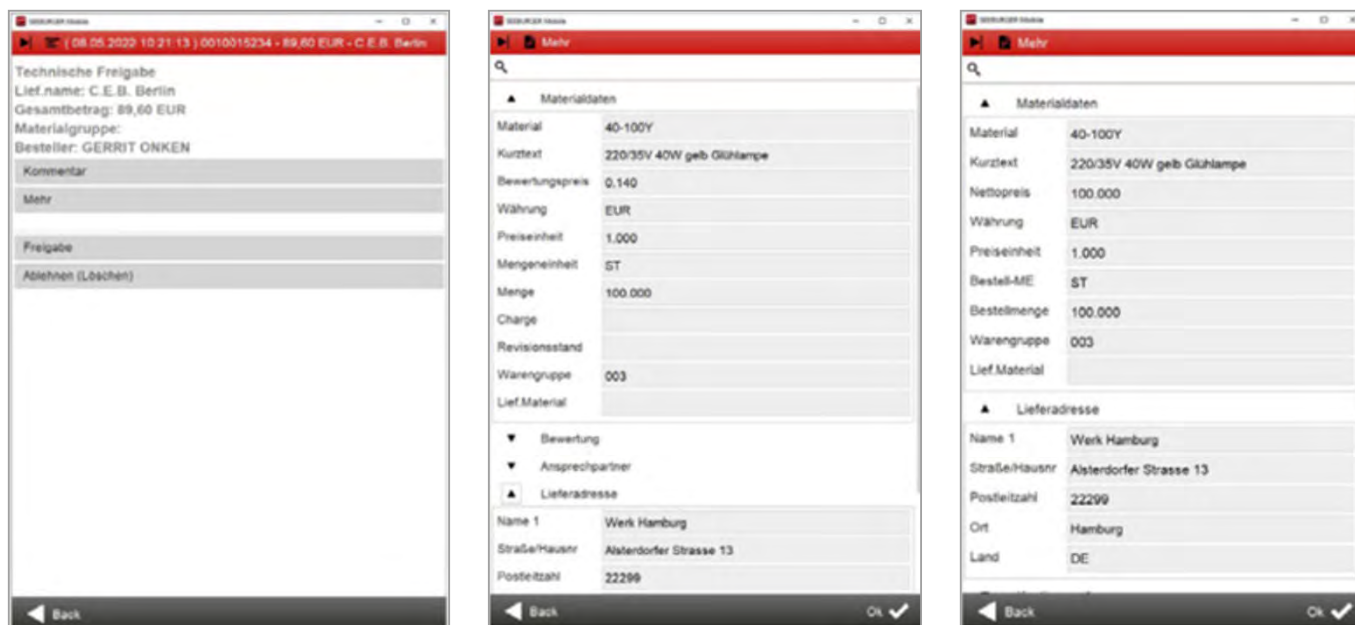 SEEBURGER Mobile
( 08.05.2022 10:21:13 ) 0010015234 - 89,60 EUR - C.E.B. Berlin
Technische Freigabe
Lief.name: C.E.B. Berlin
Gesamtbetrag: 89,60 EUR
Materialgruppe:
Besteller: GERRIT ONKEN
Kommentar
Mehr
Freigabe
Ablehnen (Löschen)
Back
SEEBURGER Mobile
Mehr
Materialdaten
Material 40-100Y
Kurztext 220/35V 40W gelb Glühlampe
Bewertungspreis 0.140
Währung EUR
Preiseinheit 1.000
Mengeneinheit ST
Menge 100.000
Charge
Revisionsstand
Warengruppe 003
Lief.Material
Bewertung
Ansprechpartner
Lieferadresse
Name 1 Werk Hamburg
Straße/Hausnr Alsterdorfer Strasse 13
Postleitzahl 22299
Back Ok
SEEBURGER Mobile
Mehr
Materialdaten
Material 40-100Y
Kurztext 220/35V 40W gelb Glühlampe
Nettopreis 100.000
Währung EUR
Preiseinheit 1.000
Bestell-ME ST
Bestellmenge 100.000
Warengruppe 003
Lief.Material
Lieferadresse
Name 1 Werk Hamburg
Straße/Hausnr Alsterdorfer Strasse 13
Postleitzahl 22299
Ort Hamburg
Land DE
Back Ok